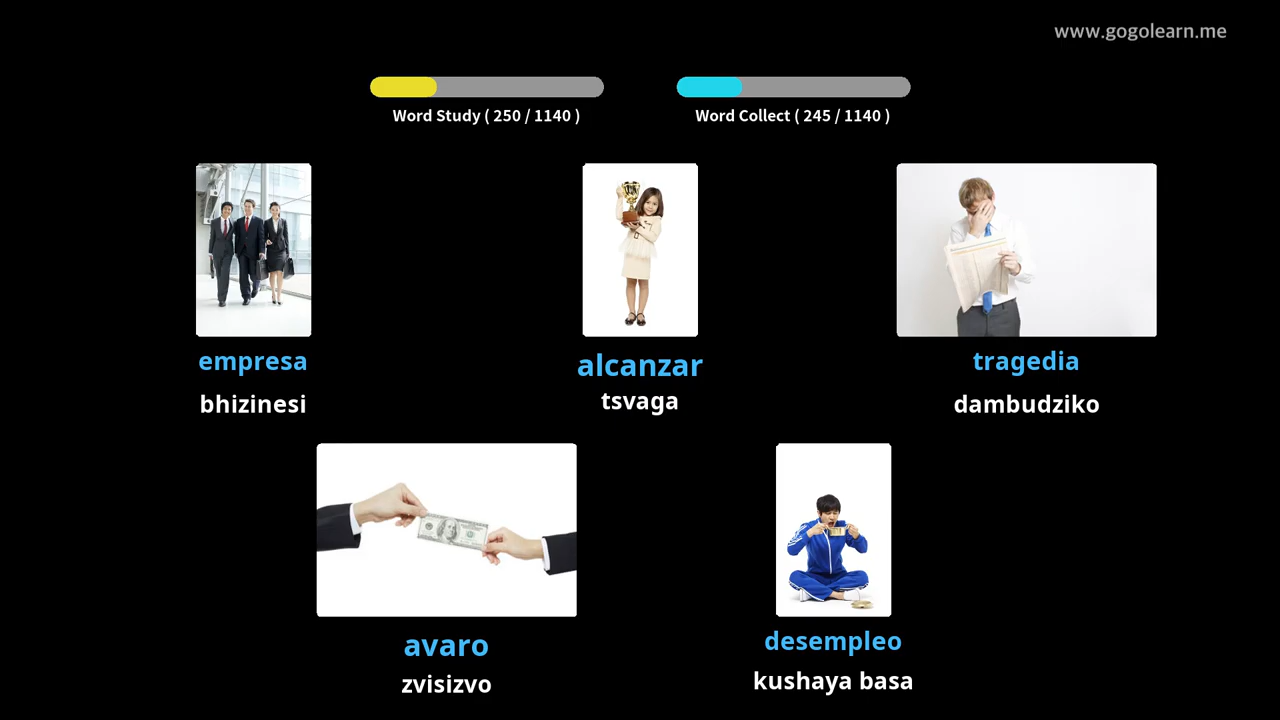 www.gogolearn.me
Word Study ( 250 / 1140 )
Word Collect ( 245 / 1140 )
empresa
bhizinesi
alcanzar
tsvaga
tragedia
dambudziko
avaro
zvisizvo
desempleo
kushaya basa